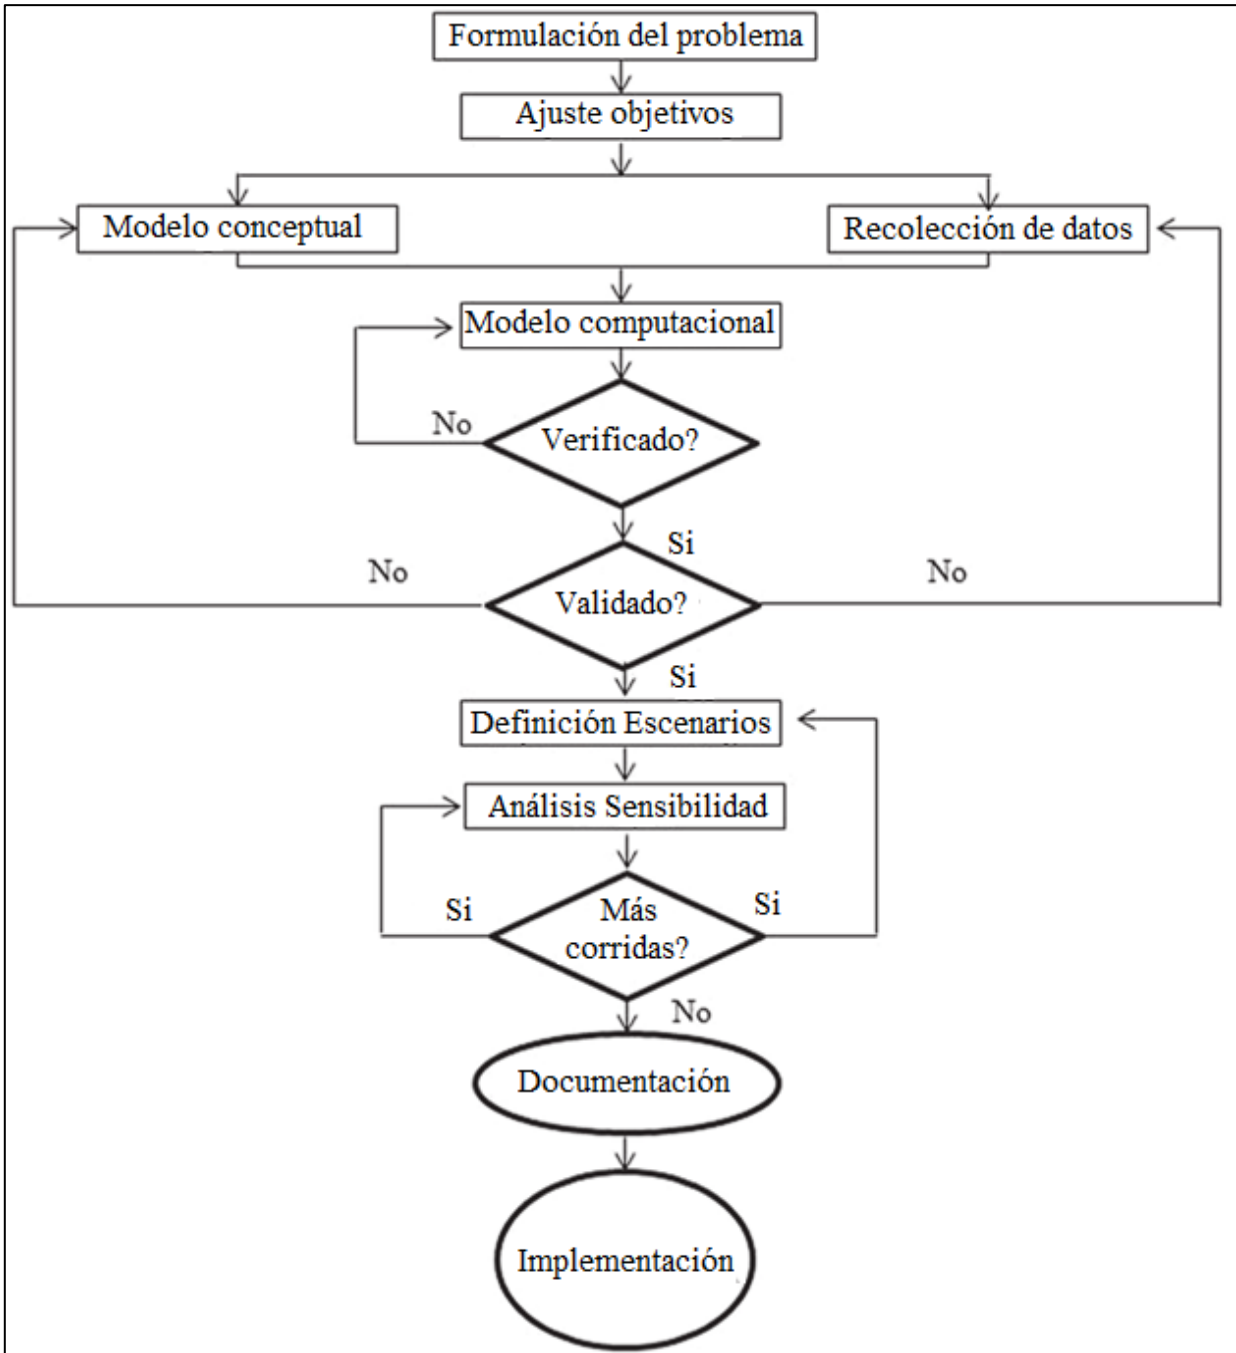 Formulación del problema
Ajuste objetivos
Modelo conceptual
Recolección de datos
Modelo computacional
No
Verificado?
Si
No
No
Validado?
Si
Definición Escenarios
Análisis Sensibilidad
Si
Más
corridas?
Si
No
Documentación
Implementación